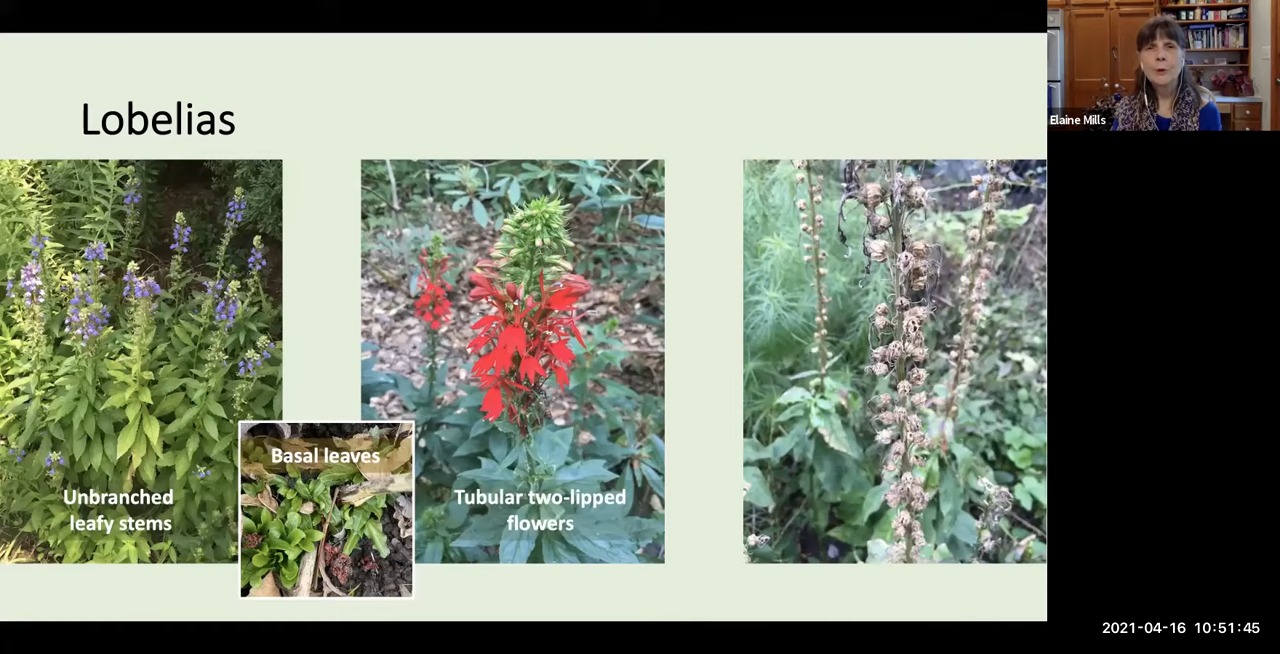 Lobelias
Elaine Mills
Basal leaves
Unbranched
leafy stems
Tubular two-lipped
flowers
2021-04-16 10:51:45